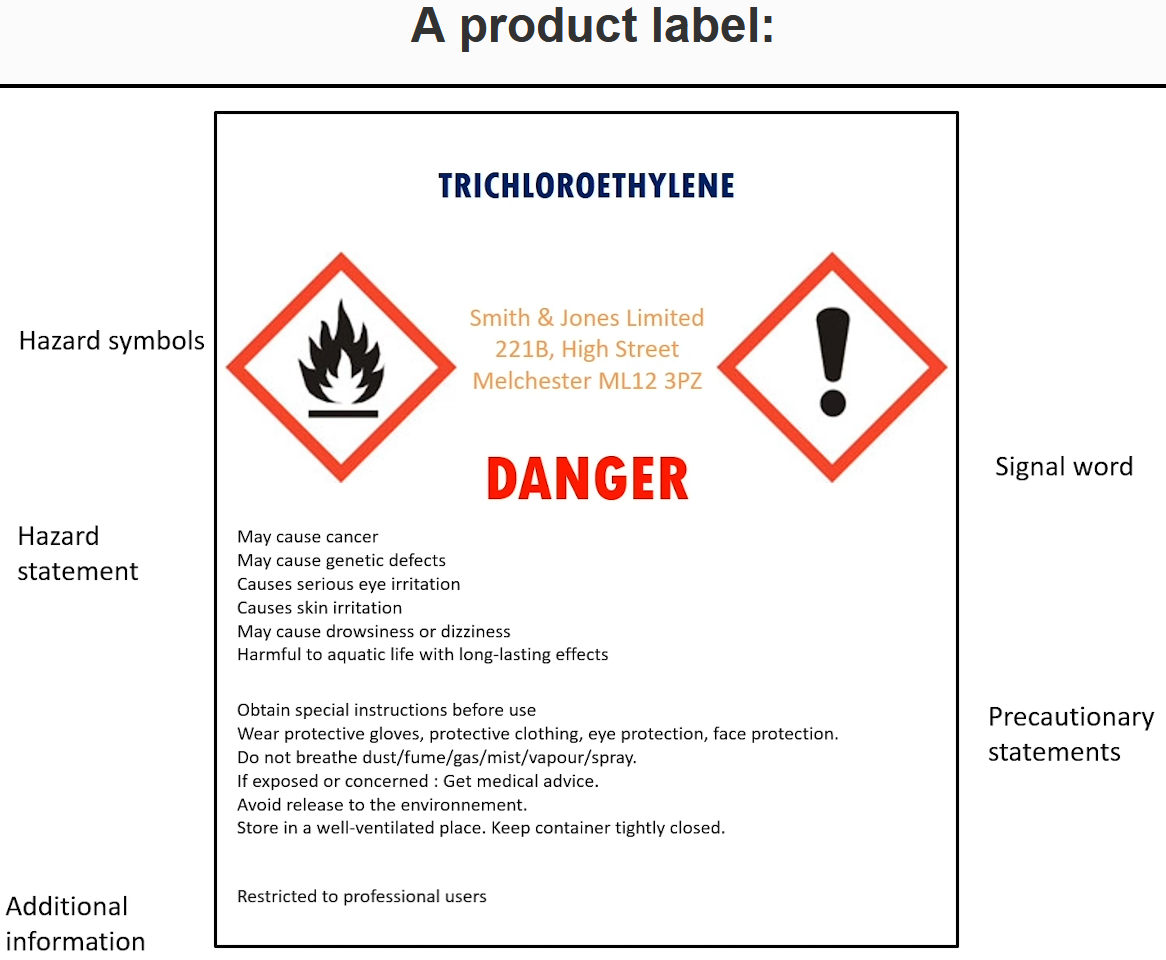 A product label:
TRICHLOROETHYLENE
Hazard symbols
Smith & Jones Limited
221B, High Street
Melchester ML12 3PZ
DANGER
Signal word
Hazard
statement
May cause cancer
May cause genetic defects
Causes serious eye irritation
Causes skin irritation
May cause drowsiness or dizziness
Harmful to aquatic life with long-lasting effects
Obtain special instructions before use
Wear protective gloves, protective clothing, eye protection, face protection.
Do not breathe dust/fume/gas/mist/vapour/spray.
If exposed or concerned : Get medical advice.
Avoid release to the environnement.
Store in a well-ventilated place. Keep container tightly closed.
Precautionary
statements
Restricted to professional users
Additional
information